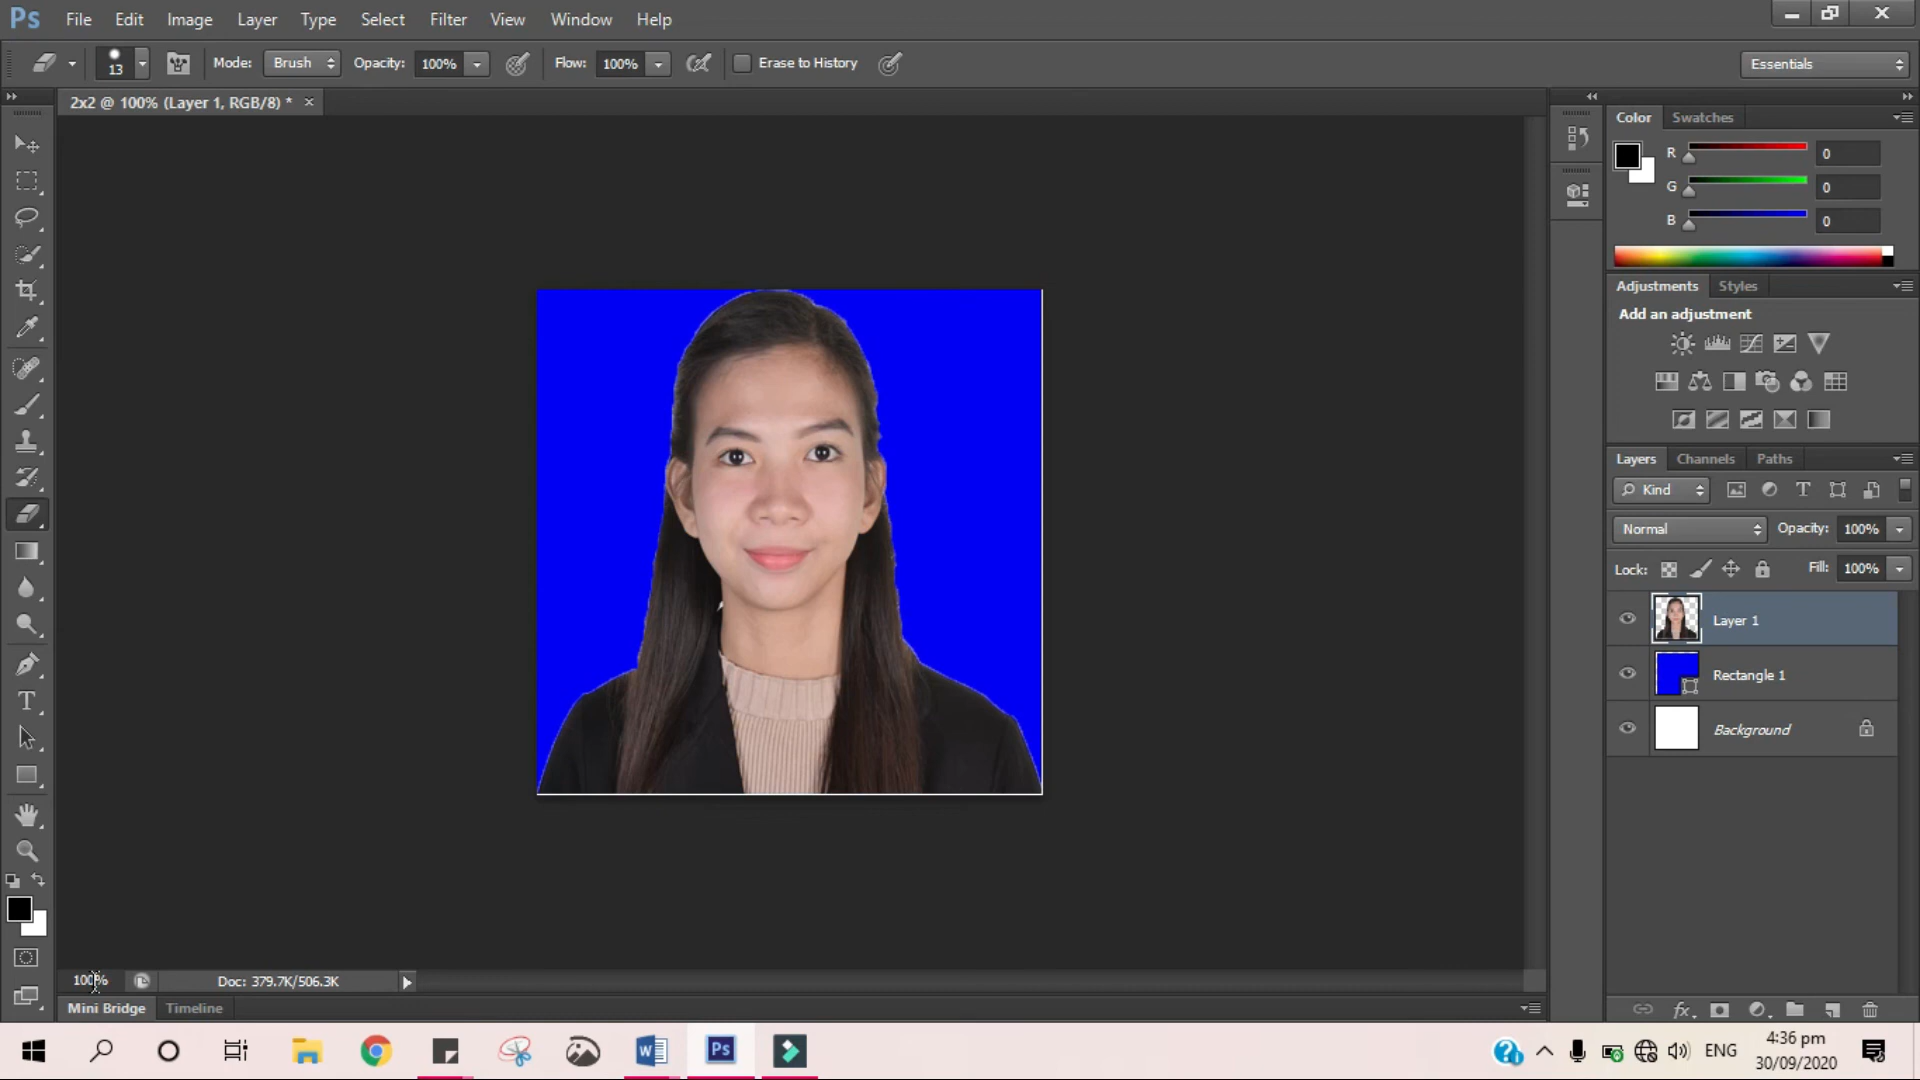 Ps File Edit Image Layer Type Select Filter View Window Help
13 Mode: Brush Opacity: 100% Flow: 100% Erase to History Essentials
2x2 @ 100% (Layer 1, RGB/8) * ×
Color Swatches
R 0
G 0
B 0
Adjustments Styles
Add an adjustment
Layers Channels Paths
Kind
Normal Opacity: 100%
Lock: Fill: 100%
Layer 1
Rectangle 1
Background
100% Doc: 379.7K/506.3K
Mini Bridge Timeline
ENG 4:36 pm
30/09/2020